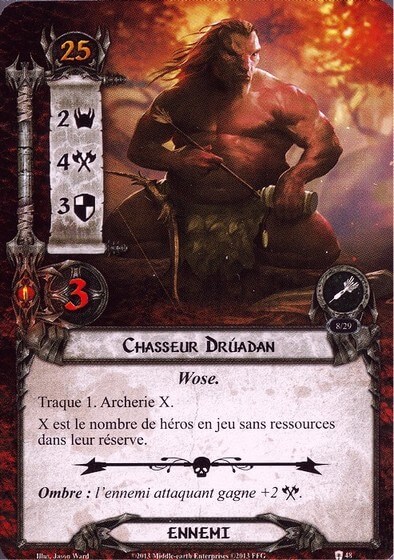 25
2
4
3
3
8/29
Chasseur Drúadan
Wose.
Traque 1. Archerie X.
X est le nombre de héros en jeu sans ressources
dans leur réserve.
Ombre : l'ennemi attaquant gagne +2
ENNEMI
Illus. Jason Ward ©2013 Middle-earth Enterprises ©2013 FFG 48